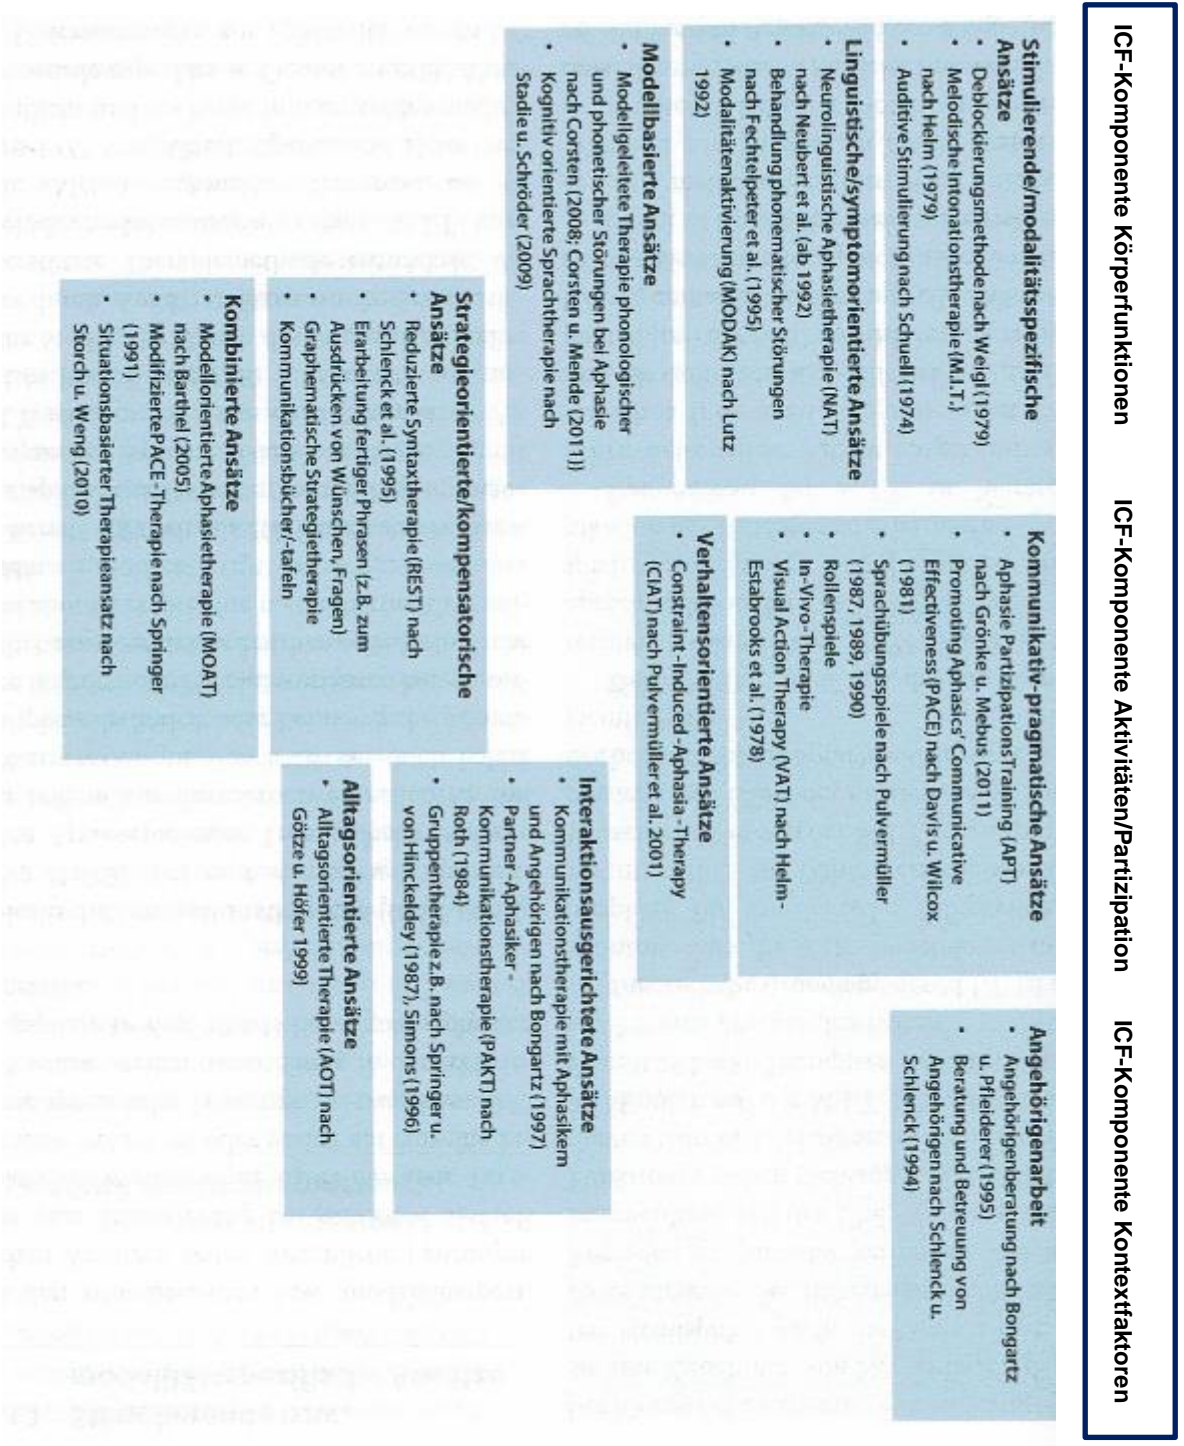 ICF-Komponente Körperfunktionen
ICF-Komponente Aktivitäten/Partizipation
ICF-Komponente Kontextfaktoren
Stimulierende/modalitätsspezifische
Ansätze
• Deblockierungsmethode nach Weigl (1979)
• Melodische Intonationstherapie (M.I.T.)
nach Helm (1979)
• Auditive Stimulierung nach Schuell (1974)
Linguistische/symptomorientierte Ansätze
• Neurolinguistische Aphasietherapie (NAT)
nach Neubert et al. (ab 1992)
• Behandlung phonematischer Störungen
nach Fechtelpeter et al. (1995)
• Modalitätenaktivierung (MODAK) nach Lutz
1992)
Modellbasierte Ansätze
• Modellgeleitete Therapie phonologischer
und phonetischer Störungen bei Aphasie
nach Corsten (2008; Corsten u. Mende (2011))
• Kognitiv orientierte Sprachtherapie nach
Stadie u. Schröder (2009)
Kommunikativ-pragmatische Ansätze
• Aphasie PartizipationsTraining (APT)
nach Grönke u. Mebus (2011)
• Promoting Aphasics' Communicative
Effectiveness (PACE) nach Davis u. Wilcox
(1981)
• Sprachübungsspiele nach Pulvermüller
(1987, 1989, 1990)
• Rollenspiele
• In-Vivo-Therapie
• Visual Action Therapy (VAT) nach Helm-
Estabrooks et al. (1978)
Verhaltensorientierte Ansätze
• Constraint-Induced-Aphasia-Therapy
(CIAT) nach Pulvermüller et al. 2001)
Angehörigenarbeit
• Angehörigenberatung nach Bongartz
u. Pfleiderer (1995)
• Beratung und Betreuung von
Angehörigen nach Schlenck u.
Schlenck (1994)
Strategieorientierte/kompensatorische
Ansätze
Reduzierte Syntaxtherapie (REST) nach
Schlenck et al. (1995)
Erarbeitung fertiger Phrasen (z.B. zum
Ausdrücken von Wünschen, Fragen)
Graphematische Strategietherapie
Kommunikationsbücher/-tafeln
Kombinierte Ansätze
Modellorientierte Aphasietherapie (MOAT)
nach Barthel (2005)
Modifizierte PACE-Therapie nach Springer
(1991)
• Situationsbasierter Therapieansatz nach
Storch u. Weng (2010)
Interaktionsausgerichtete Ansätze
• Kommunikationstherapie mit Aphasikern
und Angehörigen nach Bongartz (1997)
• Partner-Aphasiker-
Kommunikationstherapie (PAKT) nach
Roth (1984)
• Gruppentherapie z.B. nach Springer u.
von Hinckeldey (1987), Simons (1996)
Alltagsorientierte Ansätze
• Alltagsorientierte Therapie (AOT) nach
Götze u. Höfer 1999)